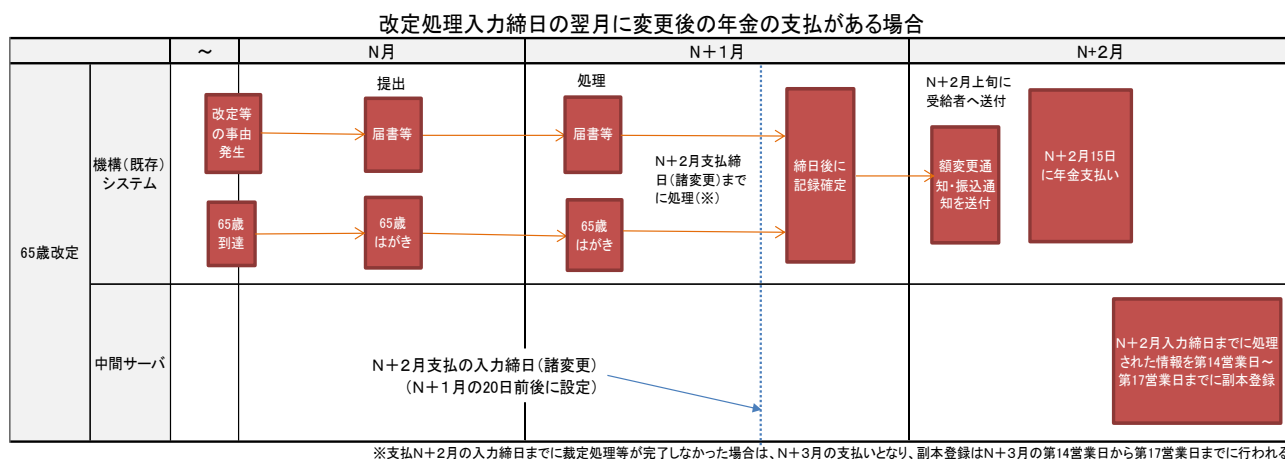 改定処理入力締日の翌月に変更後の年金の支払がある場合
～
N月
N＋1月
N+2月
65歳改定
機構（既存）
システム
提出
処理
改定等
の事由
発生
届書等
届書等
N＋2月支払締
日（諸変更）まで
に処理（※）
締日後に
記録確定
N＋2月上旬に
受給者へ送付
額変更通
知・振込通
知を送付
N＋2月15日
に年金支払い
65歳
到達
65歳
はがき
65歳
はがき
中間サーバ
N＋2月支払の入力締日（諸変更）
（N＋1月の20日前後に設定）
N＋2月入力締日までに処理
された情報を第14営業日～
第17営業日までに副本登録
※支払N＋2月の入力締日までに裁定処理等が完了しなかった場合は、N＋3月の支払いとなり、副本登録はN＋3月の第14営業日から第17営業日までに行われる